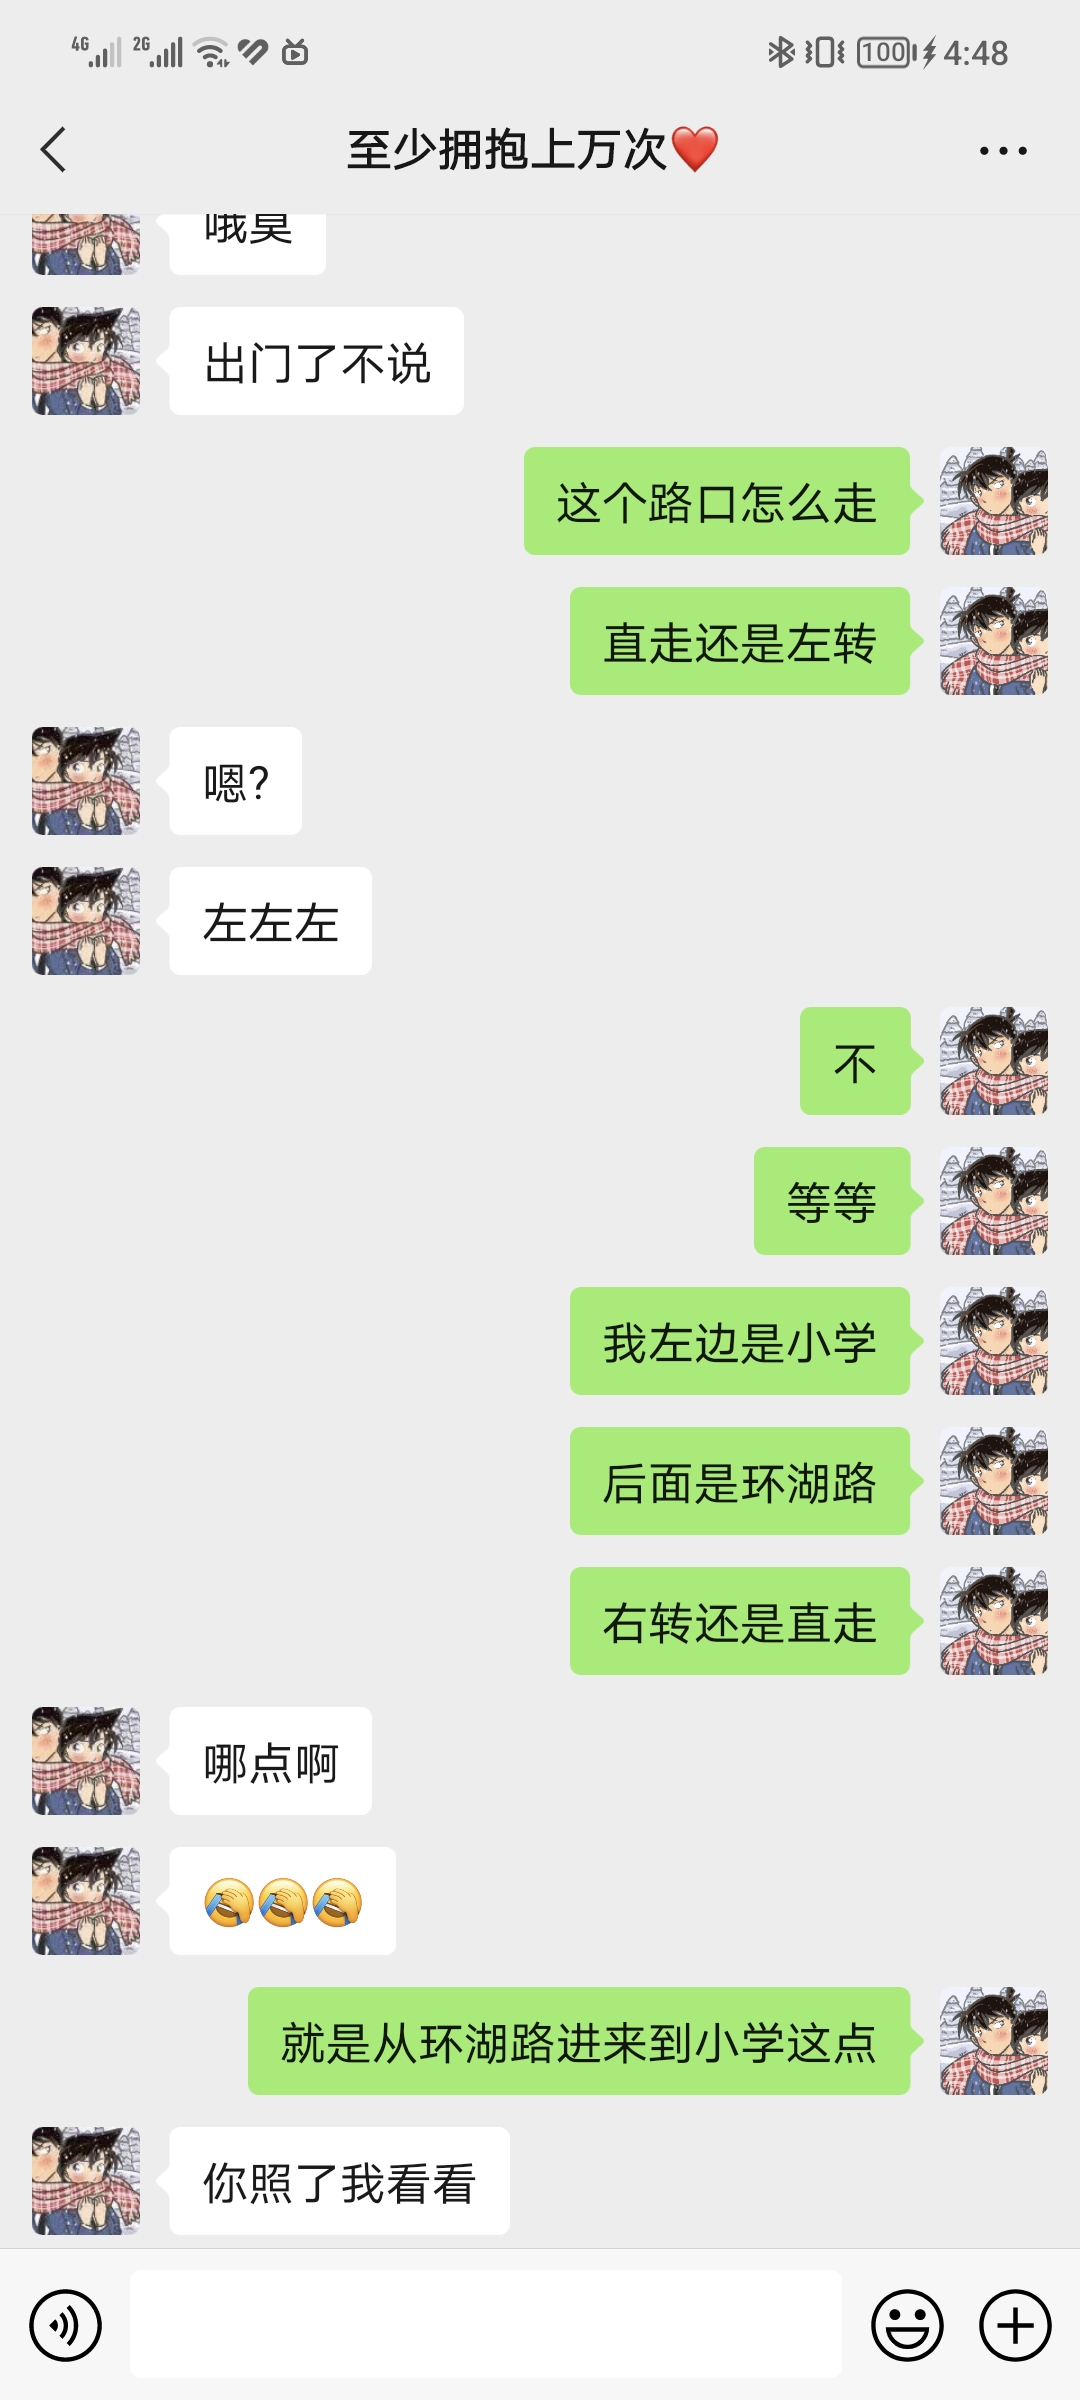 4G 2G 100 4:48
至少拥抱上万次❤️
哦莫
出门了不说
这个路口怎么走
直走还是左转
嗯?
左左左
不
等等
我左边是小学
后面是环湖路
右转还是直走
哪点啊
🤦🤦🤦
就是从环湖路进来到小学这点
你照了我看看